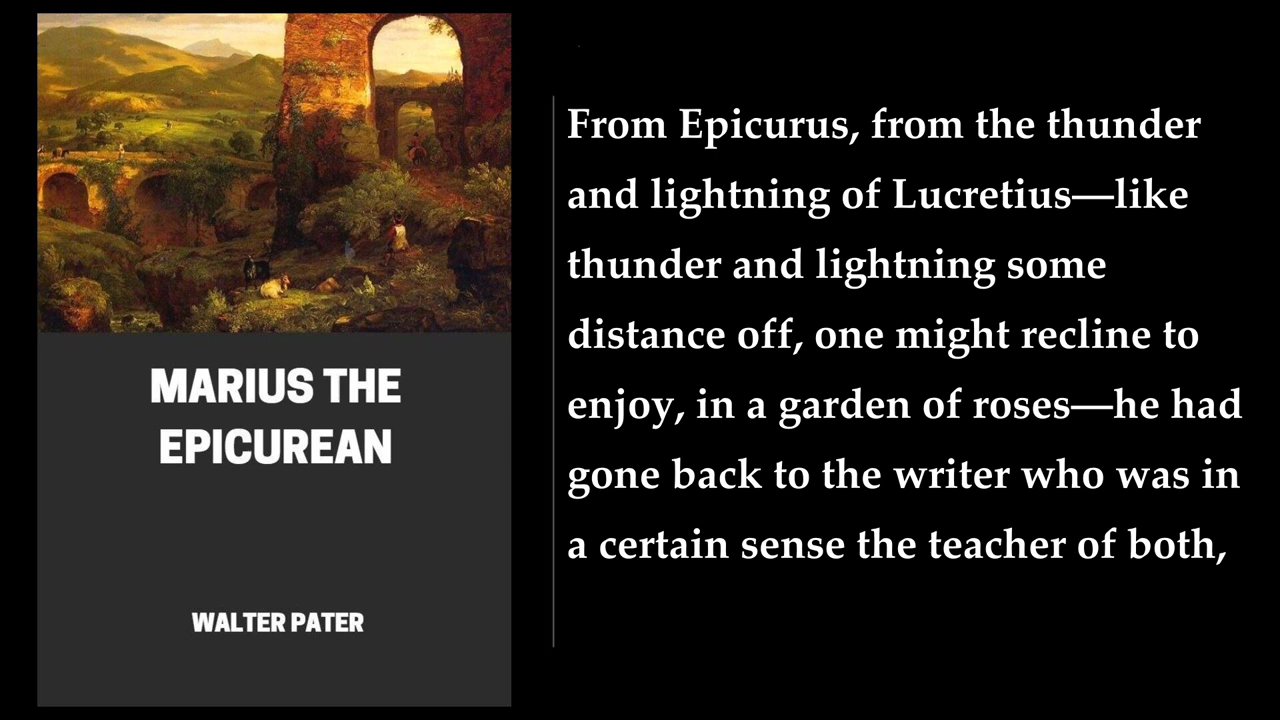 MARIUS THE
EPICUREAN
WALTER PATER
From Epicurus, from the thunder
and lightning of Lucretius—like
thunder and lightning some
distance off, one might recline to
enjoy, in a garden of roses—he had
gone back to the writer who was in
a certain sense the teacher of both,